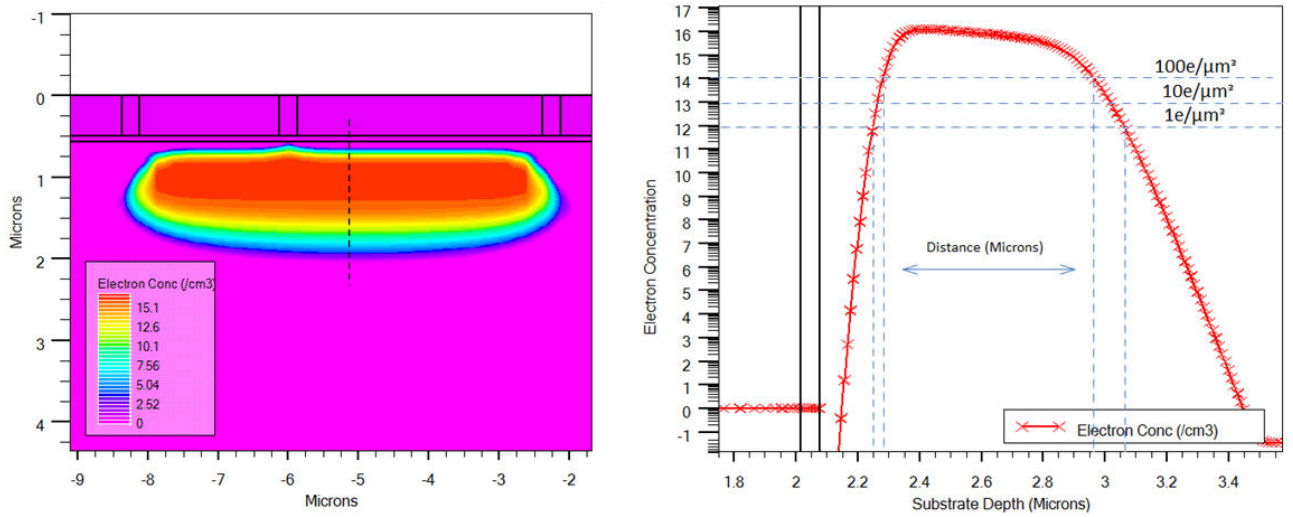 -1
0
1
2
3
4
Microns
Electron Conc (/cm3)
15.1
12.6
10.1
7.56
5.04
2.52
0
-9 -8 -7 -6 -5 -4 -3 -2
Microns
17
16
15
14
13
12
11
10
9
8
7
6
5
4
3
2
1
0
-1
Electron Concentration
100e/µm³
10e/µm³
1e/µm³
Distance (Microns)
Electron Conc (/cm3)
1.8 2 2.2 2.4 2.6 2.8 3 3.2 3.4
Substrate Depth (Microns)